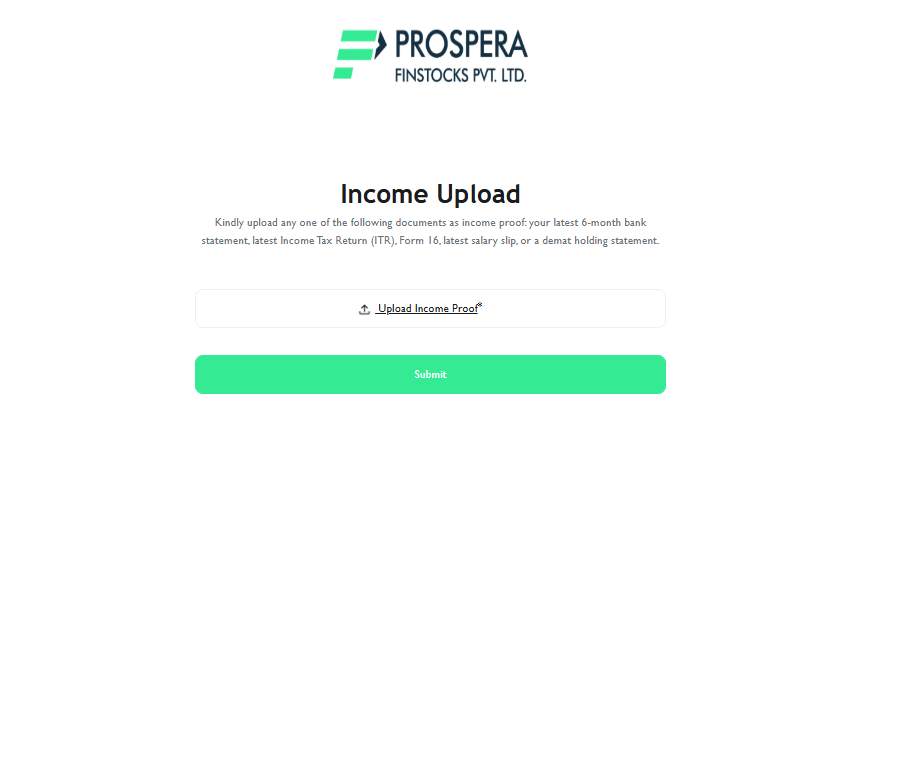 PROSPERA
FINSTOCKS PVT. LTD.
Income Upload
Kindly upload any one of the following documents as income proof: your latest 6-month bank
statement, latest Income Tax Return (ITR), Form 16, latest salary slip, or a demat holding statement.
Upload Income Proof*
Submit